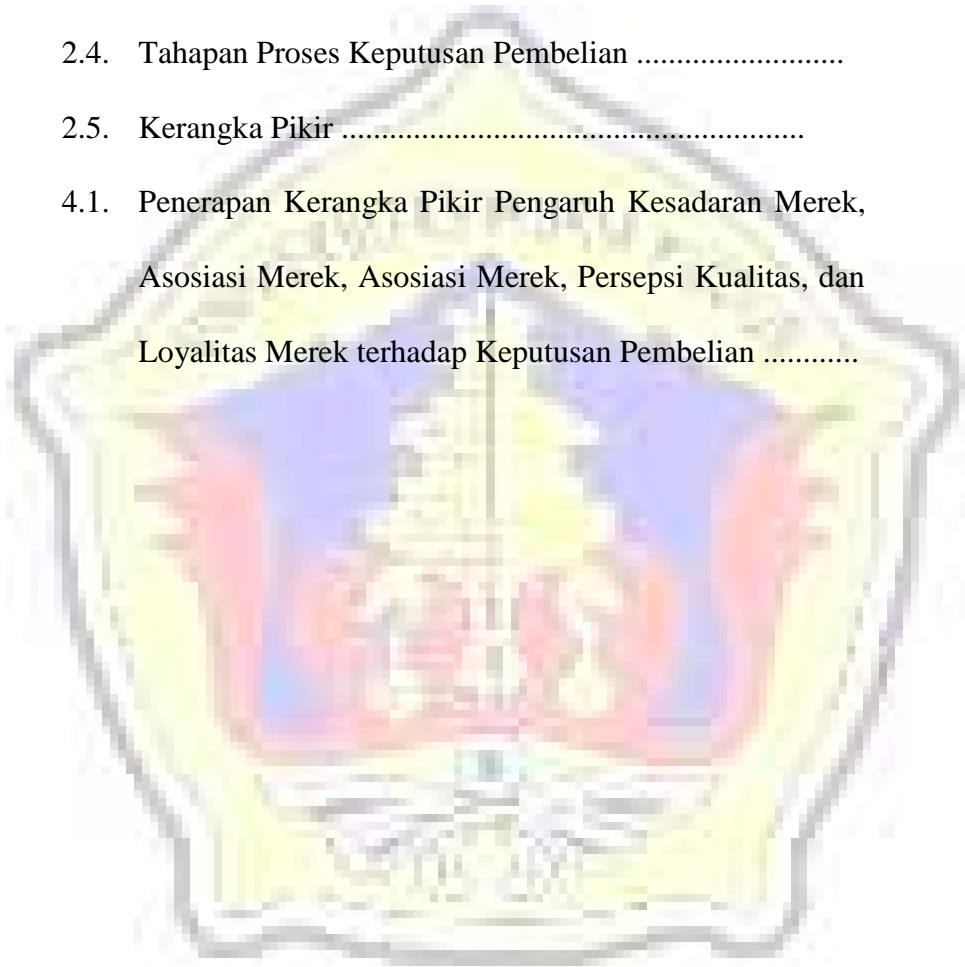 2.4. Tahapan Proses Keputusan Pembelian ..........................
2.5. Kerangka Pikir ..........................................................
4.1. Penerapan Kerangka Pikir Pengaruh Kesadaran Merek,
Asosiasi Merek, Asosiasi Merek, Persepsi Kualitas, dan
Loyalitas Merek terhadap Keputusan Pembelian ............